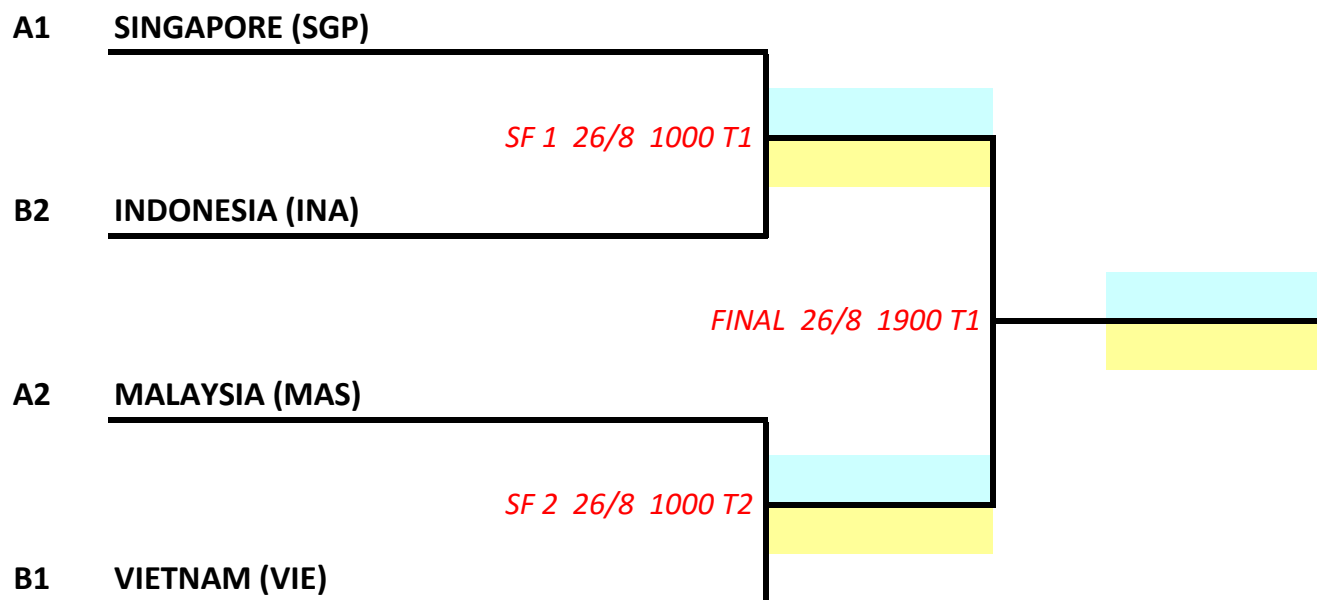 A1 SINGAPORE (SGP)
SF 1 26/8 1000 T1
B2 INDONESIA (INA)
FINAL 26/8 1900 T1
A2 MALAYSIA (MAS)
SF 2 26/8 1000 T2
B1 VIETNAM (VIE)